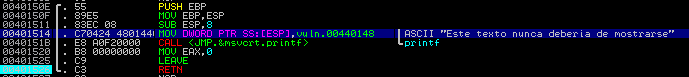 0040150E 55 PUSH EBP
0040150F 89E5 MOV EBP,ESP
00401511 83EC 08 SUB ESP,8
00401514 C70424 4801440 MOV DWORD PTR SS:[ESP],vuln.00440148 ASCII "Este texto nunca deberia de mostrarse"
0040151B E8 A0F20000 CALL <JMP.&msvcrt.printf> printf
00401520 B8 00000000 MOV EAX,0
00401525 C9 LEAVE
00401526 C3 RETN